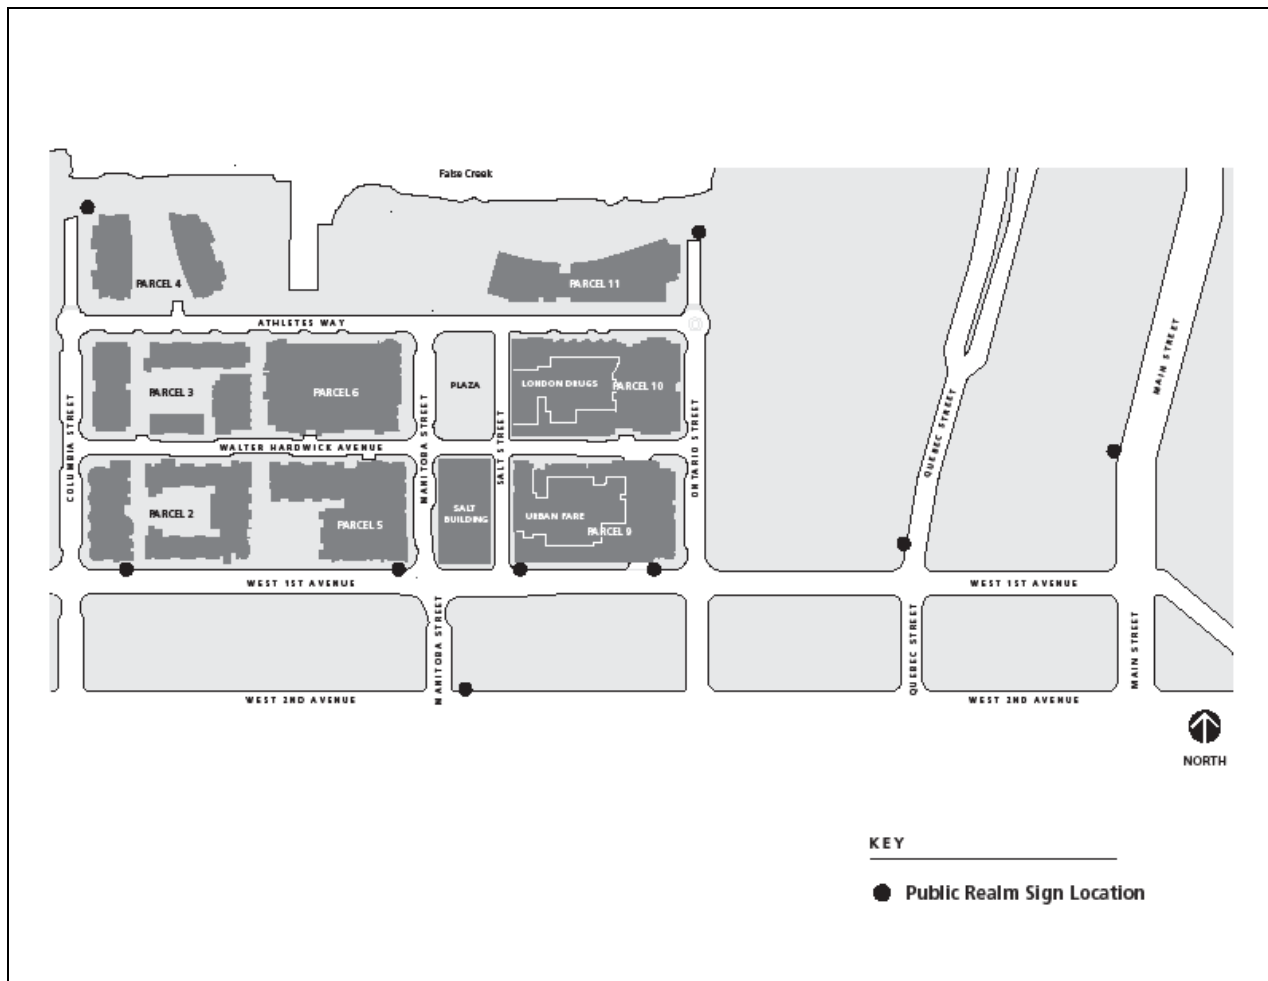 False Creek
PARCEL 4
PARCEL 11
ATHLETES WAY
PARCEL 3
PARCEL 6
PLAZA
LONDON DRUGS
PARCEL 10
COLUMBIA STREET
MANITOBA STREET
SALT STREET
ONTARIO STREET
QUEBEC STREET
MAIN STREET
WALTER HARDWICK AVENUE
PARCEL 2
PARCEL 5
SALT
BUILDING
URBAN FARE
PARCEL 9
WEST 1ST AVENUE
WEST 1ST AVENUE
MANITOBA STREET
QUEBEC STREET
MAIN STREET
WEST 2ND AVENUE
WEST 2ND AVENUE
NORTH
KEY
Public Realm Sign Location